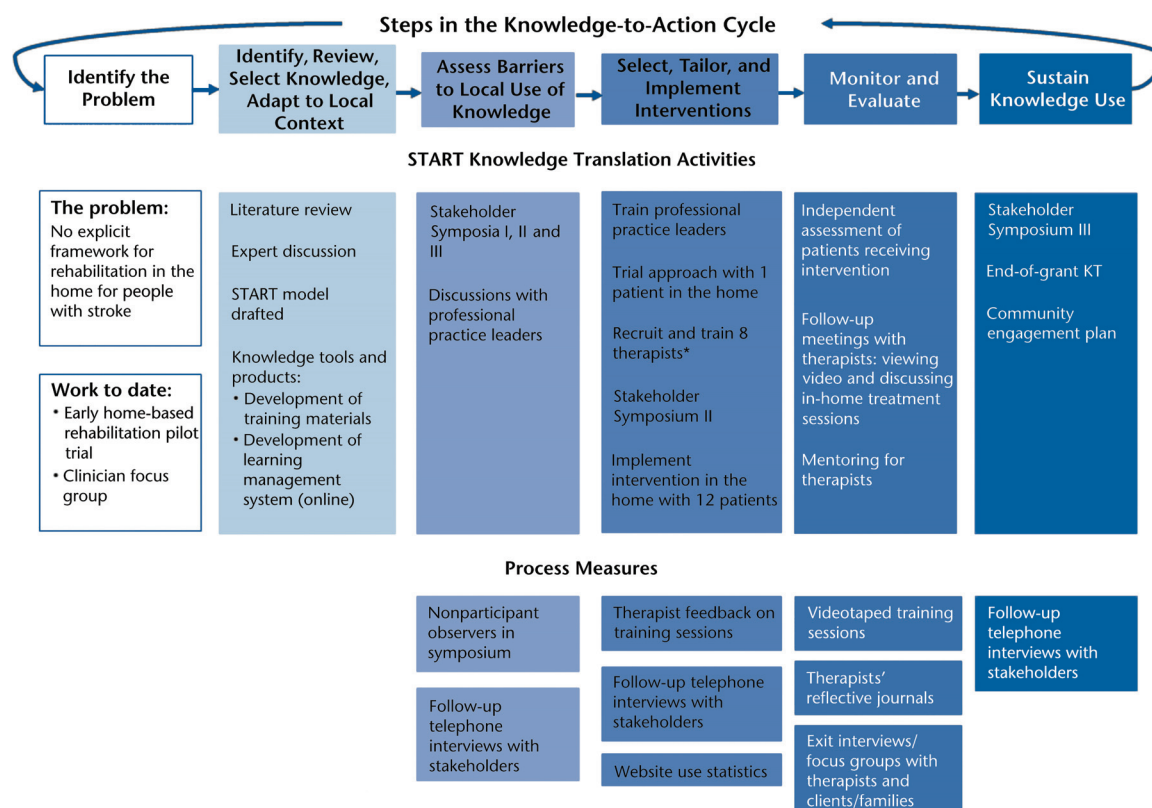 Steps in the Knowledge-to-Action Cycle
Identify the
Problem
Identify, Review,
Select Knowledge,
Adapt to Local
Context
Assess Barriers
to Local Use of
Knowledge
Select, Tailor, and
Implement
Interventions
Monitor and
Evaluate
Sustain
Knowledge Use
START Knowledge Translation Activities
The problem:
No explicit
framework for
rehabilitation in the
home for people
with stroke
Work to date:
• Early home-based
rehabilitation pilot
trial
• Clinician focus
group
Literature review
Expert discussion
START model
drafted
Knowledge tools and
products:
• Development of
training materials
• Development of
learning
management
system (online)
Stakeholder
Symposia I, II and
III
Discussions with
professional
practice leaders
Train professional
practice leaders
Trial approach with 1
patient in the home
Recruit and train 8
therapists*
Stakeholder
Symposium II
Implement
intervention in the
home with 12 patients
Independent
assessment of
patients receiving
intervention
Follow-up
meetings with
therapists: viewing
video and discussing
in-home treatment
sessions
Mentoring for
therapists
Stakeholder
Symposium III
End-of-grant KT
Community
engagement plan
Process Measures
Nonparticipant
observers in
symposium
Follow-up
telephone
interviews with
stakeholders
Therapist feedback on
training sessions
Follow-up telephone
interviews with
stakeholders
Website use statistics
Videotaped training
sessions
Therapists’
reflective journals
Exit interviews/
focus groups with
therapists and
clients/families
Follow-up
telephone
interviews with
stakeholders